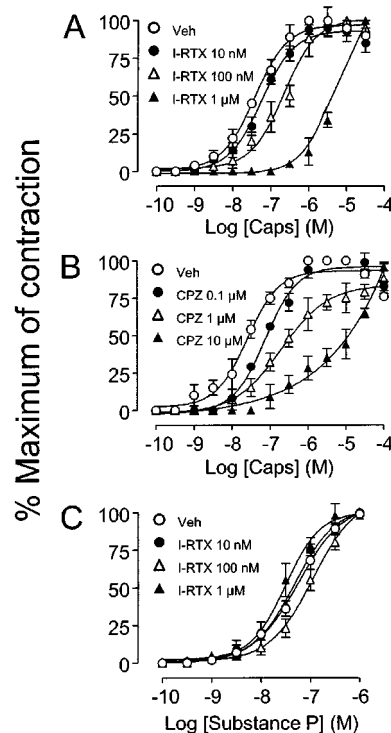 % Maximum of contraction
A
100
75
50
25
0
Veh
I-RTX 10 nM
I-RTX 100 nM
I-RTX 1 µM
-10 -9 -8 -7 -6 -5 -4
Log [Caps] (M)
B
100
75
50
25
0
Veh
CPZ 0.1 µM
CPZ 1 µM
CPZ 10 µM
-10 -9 -8 -7 -6 -5 -4
Log [Caps] (M)
C
100
75
50
25
0
Veh
I-RTX 10 nM
I-RTX 100 nM
I-RTX 1 µM
-10 -9 -8 -7 -6
Log [Substance P] (M)